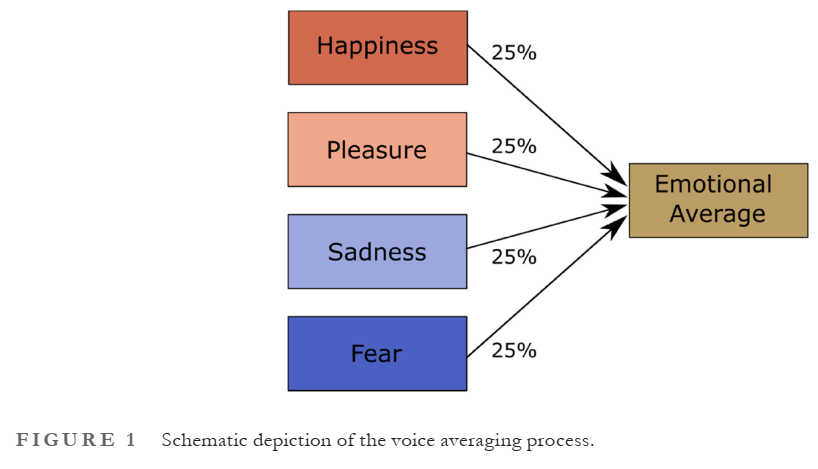 Happiness
25%
Pleasure
25%
Emotional
Average
Sadness
25%
Fear
25%
FIGURE 1 Schematic depiction of the voice averaging process.